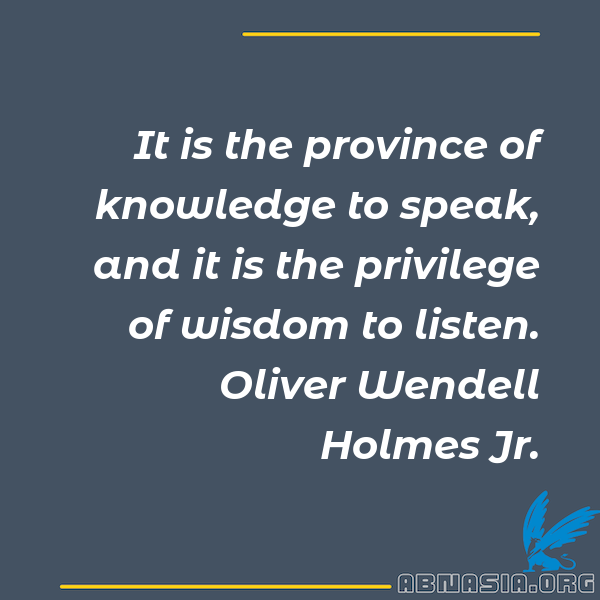 It is the province of
knowledge to speak,
and it is the privilege
of wisdom to listen.
Oliver Wendell
Holmes Jr.
ABNASIA.ORG